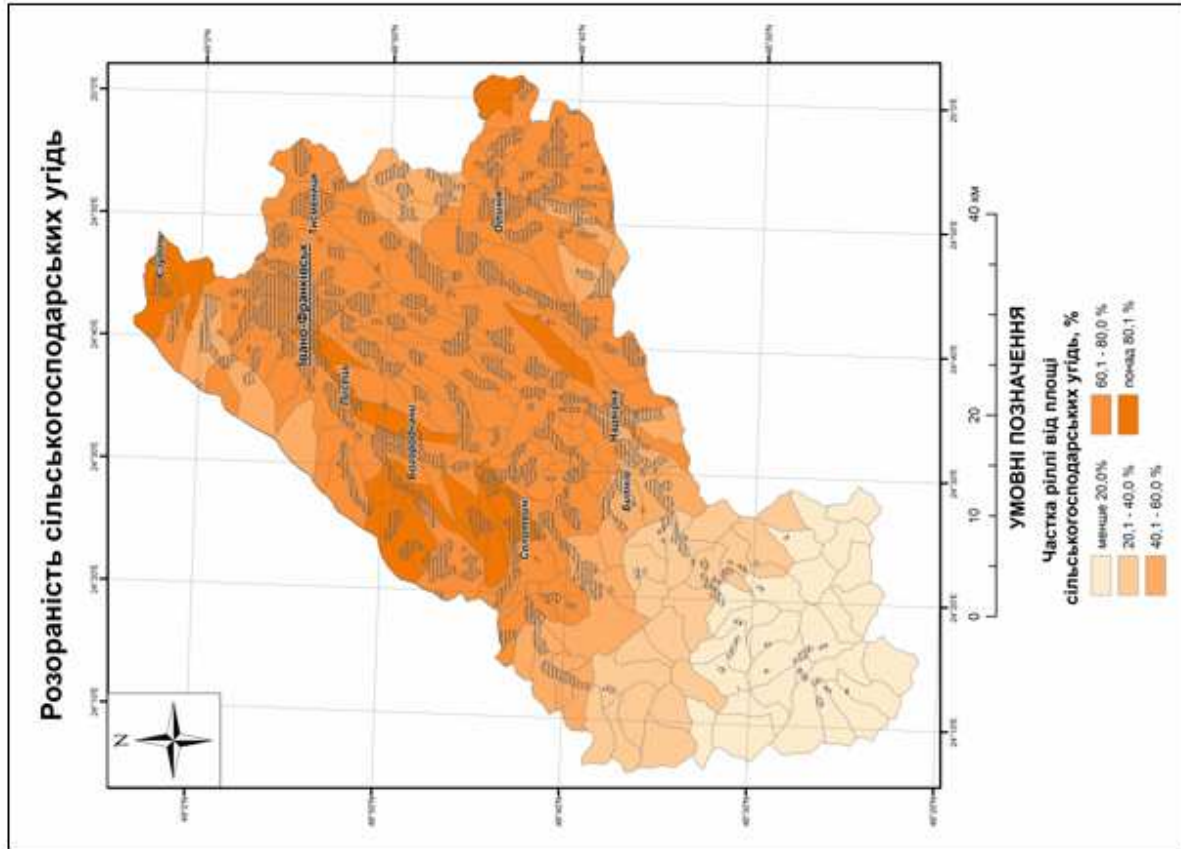 Розораність сільськогосподарських угідь
N
Івано-Франківськ
Тисмениця
Лисець
Богородчани
Отинія
Солотвин
Надвірна
Битків
0 10 20 40 км
УМОВНІ ПОЗНАЧЕННЯ
Частка ріллі від площі
сільськогосподарських угідь, %
менше 20,0%
20,1 - 40,0 %
40,1 - 60,0 %
60,1 - 80,0 %
понад 80,1 %